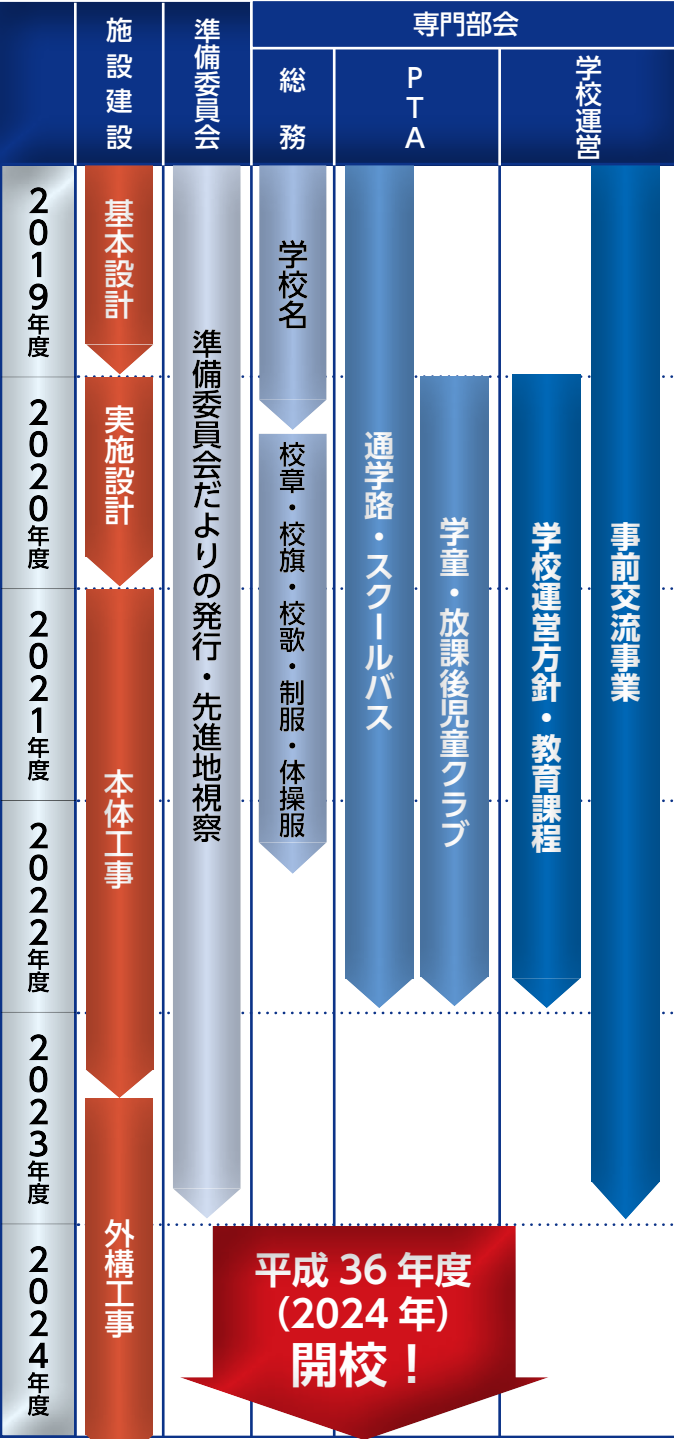 施設建設
準備委員会
専門部会
総務
PTA
学校運営
2019年度
2020年度
2021年度
2022年度
2023年度
2024年度
基本設計
実施設計
本体工事
外構工事
準備委員会だよりの発行・先進地視察
学校名
校章・校旗・校歌・制服・体操服
通学路・スクールバス
学童・放課後児童クラブ
学校運営方針・教育課程
事前交流事業
平成 36 年度
（2024 年）
開校！